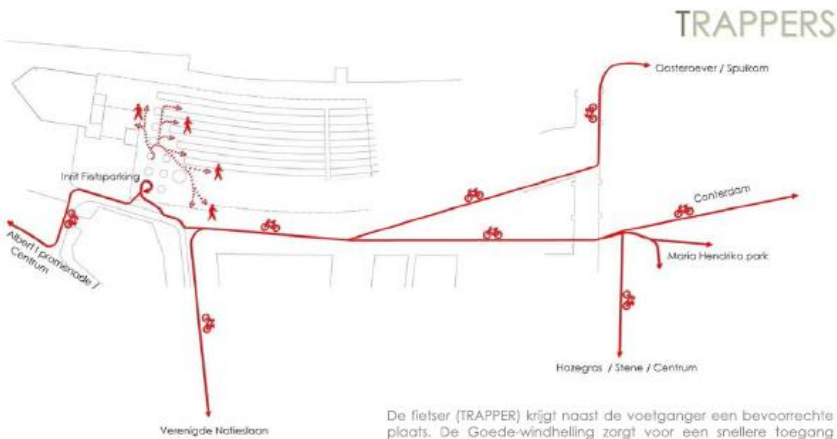 TRAPPERS
Oosteroever / Spuikom
Inrit Fietsparking
Conterdam
Albert I promenade /
Centrum
Maria Hendrika park
Hazegras / Stene / Centrum
Verenigde Natieslaan
De fietser (TRAPPER) krijgt naast de voetganger een bevoorrechte
plaats. De Goede-windhelling zorgt voor een snellere toegang